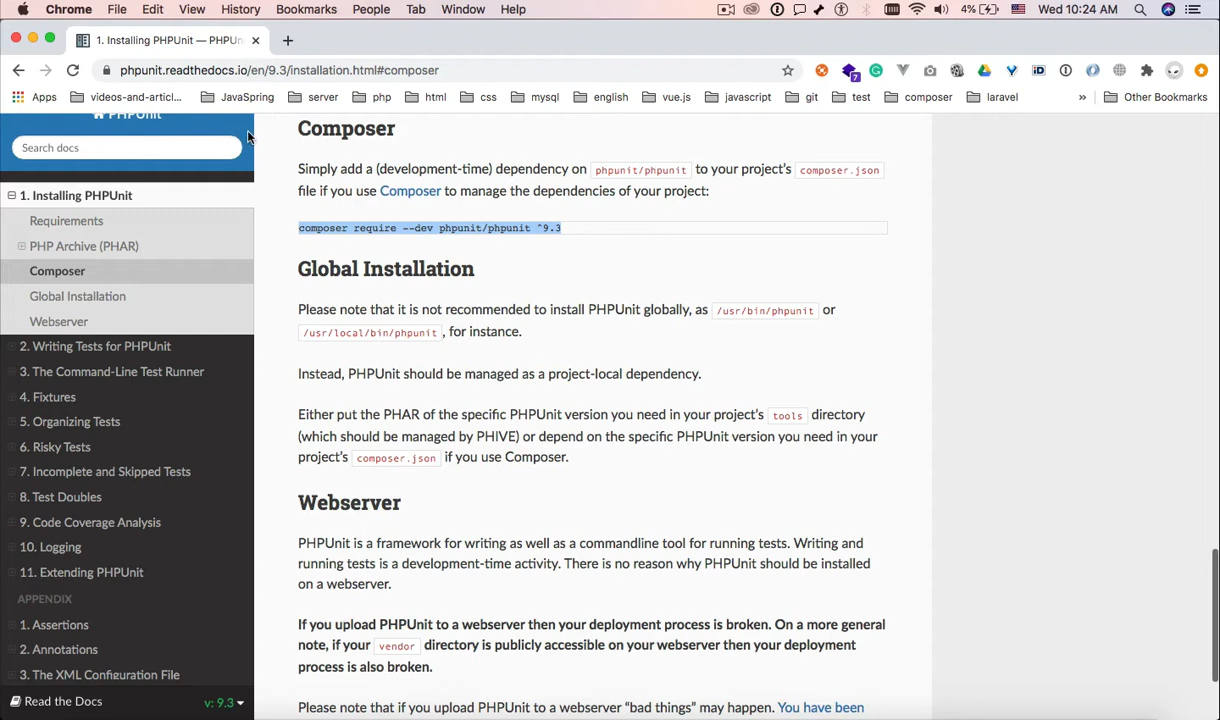 Chrome File Edit View History Bookmarks People Tab Window Help 4% Wed 10:24 AM
1. Installing PHPUnit — PHPUn
phpunit.readthedocs.io/en/9.3/installation.html#composer
7
Apps videos-and-articl... JavaSpring server php html css mysql english vue.js javascript git test composer laravel » Other Bookmarks
PHPUnit
Search docs
1. Installing PHPUnit
Requirements
PHP Archive (PHAR)
Composer
Global Installation
Webserver
2. Writing Tests for PHPUnit
3. The Command-Line Test Runner
4. Fixtures
5. Organizing Tests
6. Risky Tests
7. Incomplete and Skipped Tests
8. Test Doubles
9. Code Coverage Analysis
10. Logging
11. Extending PHPUnit
APPENDIX
1. Assertions
2. Annotations
3. The XML Configuration File
Read the Docs v: 9.3
Composer
Simply add a (development-time) dependency on phpunit/phpunit to your project's composer.json
file if you use Composer to manage the dependencies of your project:
composer require --dev phpunit/phpunit ^9.3
Global Installation
Please note that it is not recommended to install PHPUnit globally, as /usr/bin/phpunit or
/usr/local/bin/phpunit , for instance.
Instead, PHPUnit should be managed as a project-local dependency.
Either put the PHAR of the specific PHPUnit version you need in your project's tools directory
(which should be managed by PHIVE) or depend on the specific PHPUnit version you need in your
project's composer.json if you use Composer.
Webserver
PHPUnit is a framework for writing as well as a commandline tool for running tests. Writing and
running tests is a development-time activity. There is no reason why PHPUnit should be installed
on a webserver.
If you upload PHPUnit to a webserver then your deployment process is broken. On a more general
note, if your vendor directory is publicly accessible on your webserver then your deployment
process is also broken.
Please note that if you upload PHPUnit to a webserver "bad things" may happen. You have been